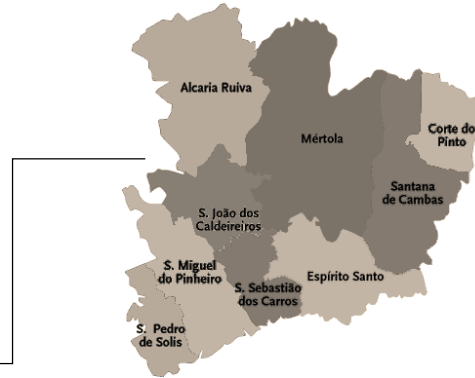 Alcaria Ruiva
Mértola
Corte do
Pinto
Santana
de Cambas
S. João dos
Caldeireiros
S. Miguel
do Pinheiro
Espírito Santo
S. Sebastião
dos Carros
S. Pedro
de Solis